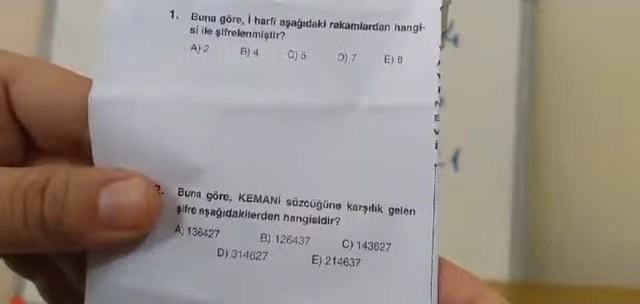 1. Buna göre, İ harfi aşağıdaki rakamlardan hangi-
si ile şifrelenmiştir?
A) 2 B) 4 C) 5 D) 7 E) 8
2. Buna göre, KEMANİ sözcüğüne karşılık gelen
şifre aşağıdakilerden hangisidir?
A) 136427 B) 126437 C) 143627
D) 314627 E) 214637